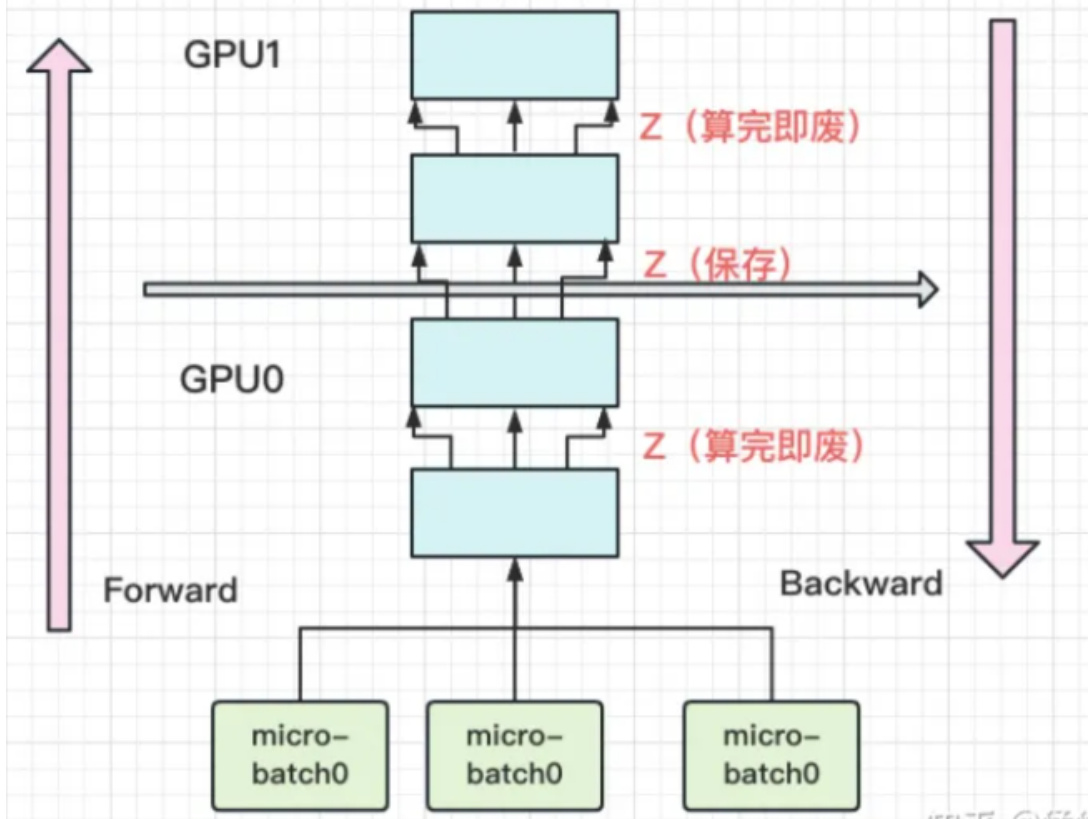 GPU1
Z（算完即废）
Z（保存）
GPU0
Z（算完即废）
Forward
Backward
micro-
batch0
micro-
batch0
micro-
batch0